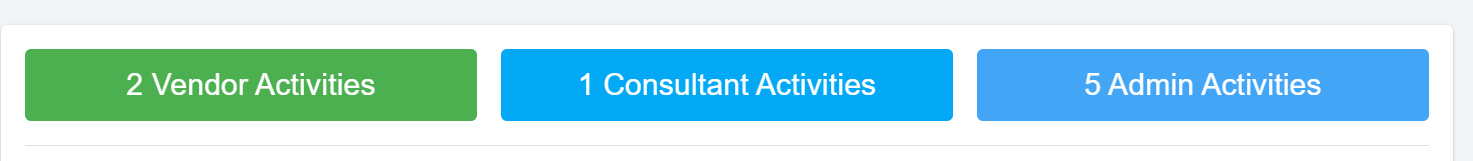 2 Vendor Activities
1 Consultant Activities
5 Admin Activities